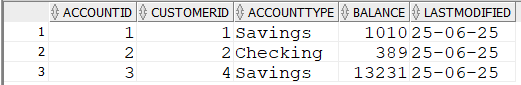 ACCOUNTID CUSTOMERID ACCOUNTTYPE BALANCE LASTMODIFIED
1 1 1 Savings 1010 25-06-25
2 2 2 Checking 389 25-06-25
3 3 4 Savings 13231 25-06-25